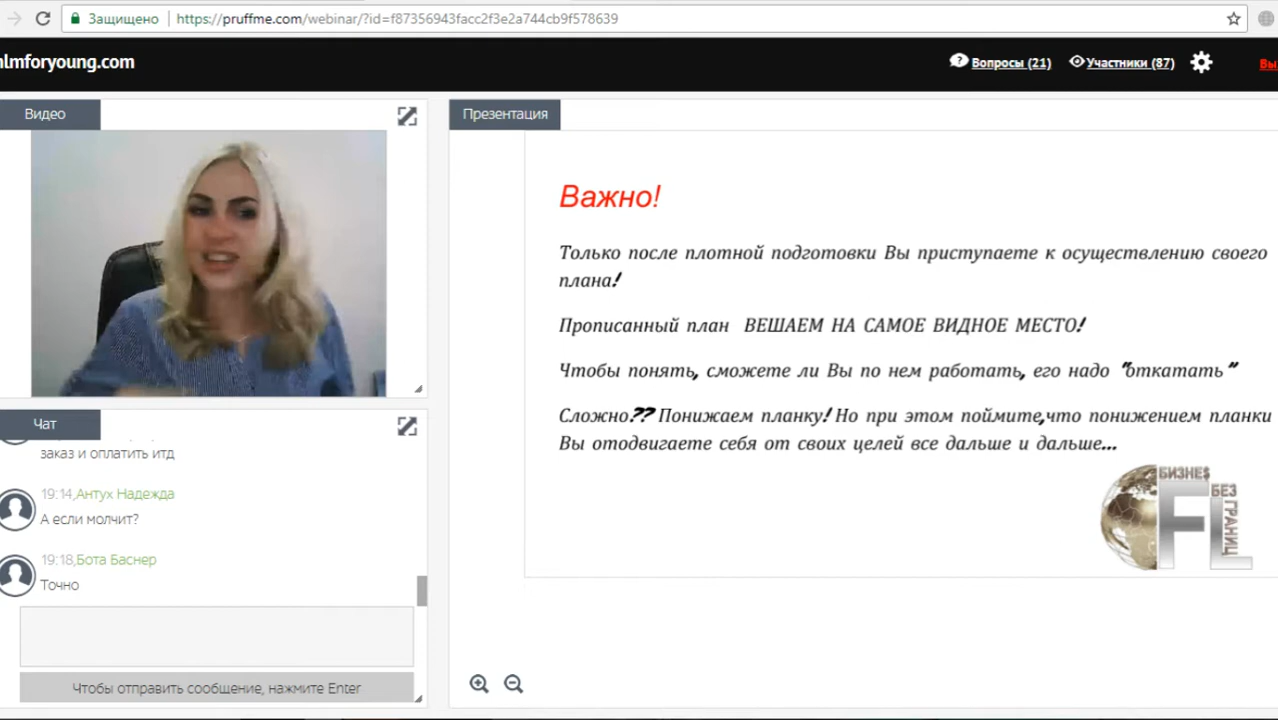 Защищено
https://pruffme.com/webinar/?id=f87356943facc2f3e2a744cb9f578639
lmforyoung.com
Вопросы (21)
Участники (87)
Вы
Видео
Презентация
Важно!
Только после плотной подготовки Вы приступаете к осуществлению своего
плана!
Прописанный план ВЕШАЕМ НА САМОЕ ВИДНОЕ МЕСТО!
Чтобы понять, сможете ли Вы по нем работать, его надо "откатать"
Сложно?? Понижаем планку! Но при этом поймите,что понижением планки
Вы отодвигаете себя от своих целей все дальше и дальше...
БИЗНЕS
БЕЗ
ГРАНИЦ
FL
Чат
заказ и оплатить итд
19:14,Антух Надежда
А если молчит?
19:18,Бота Баснер
Точно
Чтобы отправить сообщение, нажмите Enter